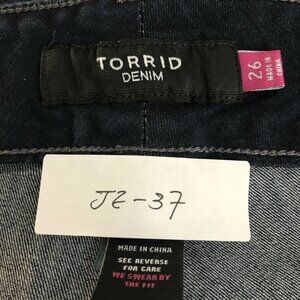 TORRID
DENIM
26
MADE IN
CHINA
JZ-37
MADE IN CHINA
SEE REVERSE
FOR CARE
WE SWEAR BY
THE FIT